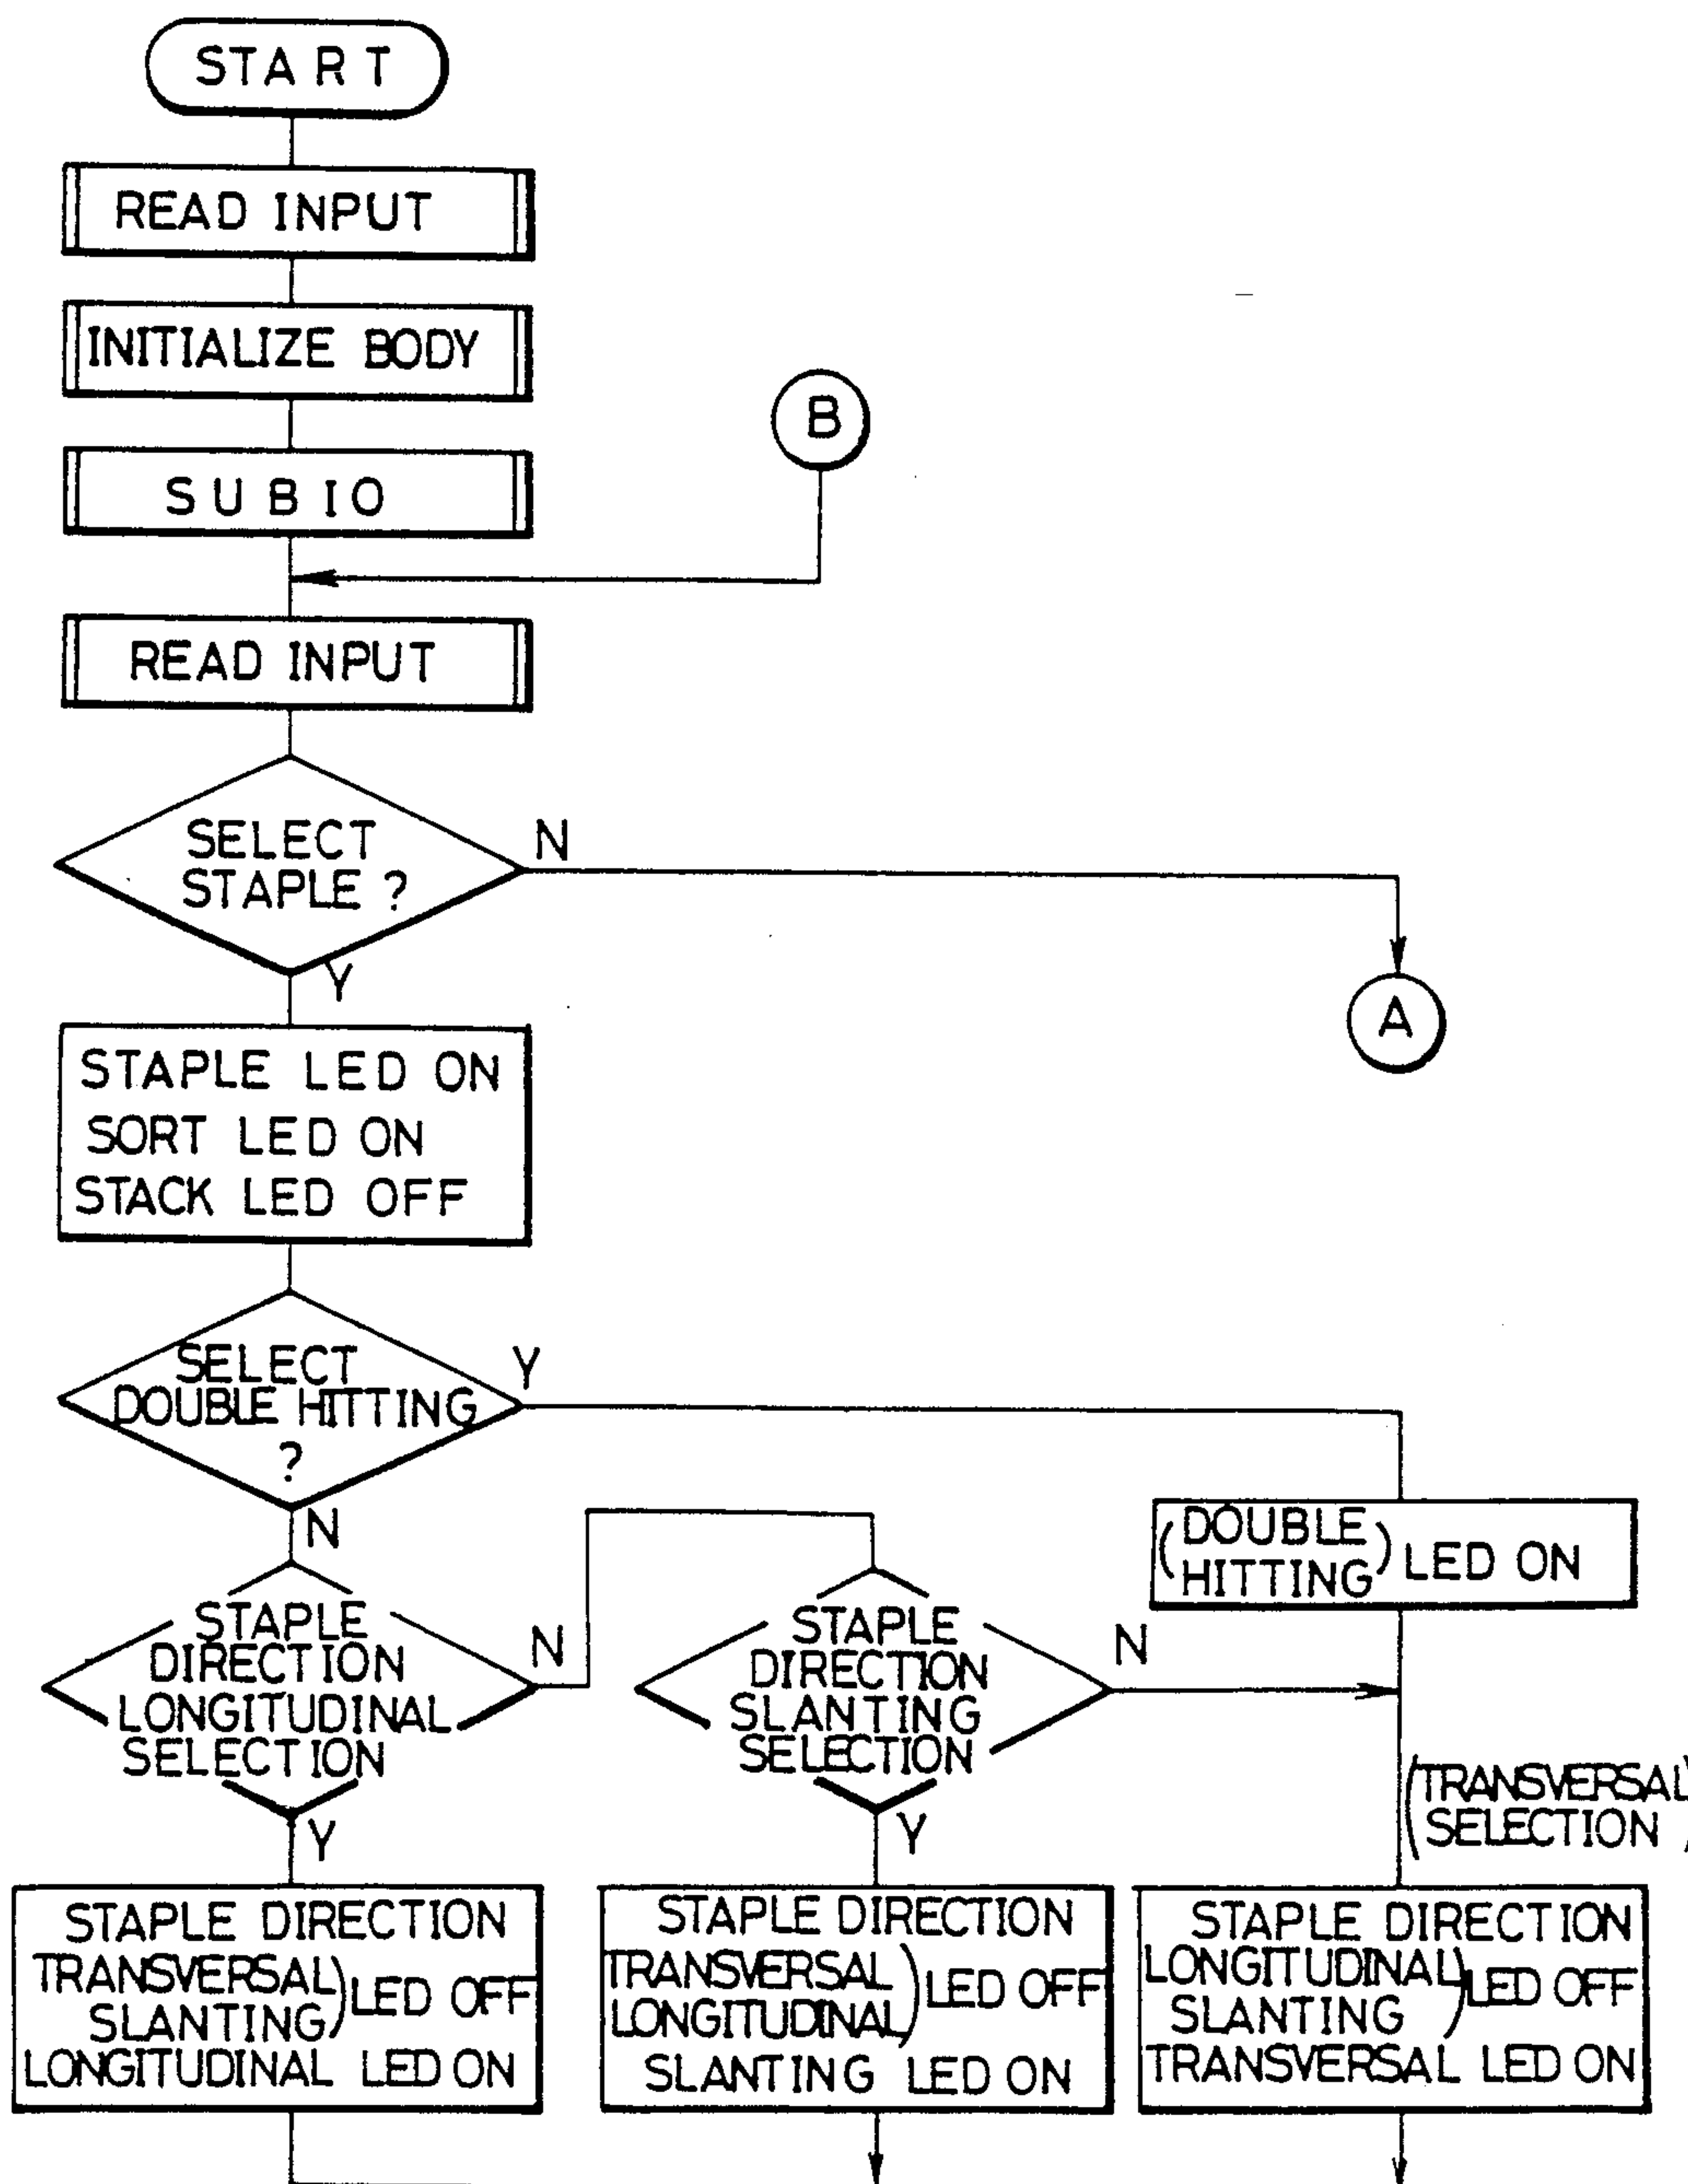 START
READ INPUT
INITIALIZE BODY
SUBIO
B
READ INPUT
SELECT
STAPLE ?
N
Y
A
STAPLE LED ON
SORT LED ON
STACK LED OFF
SELECT
DOUBLE HITTING
?
Y
N
(DOUBLE
HITTING) LED ON
STAPLE
DIRECTION
LONGITUDINAL
SELECTION
N
Y
STAPLE
DIRECTION
SLANTING
SELECTION
N
Y
(TRANSVERSAL
SELECTION)
STAPLE DIRECTION
TRANSVERSAL
SLANTING) LED OFF
LONGITUDINAL LED ON
STAPLE DIRECTION
TRANSVERSAL
LONGITUDINAL) LED OFF
SLANTING LED ON
STAPLE DIRECTION
LONGITUDINAL
SLANTING) LED OFF
TRANSVERSAL LED ON